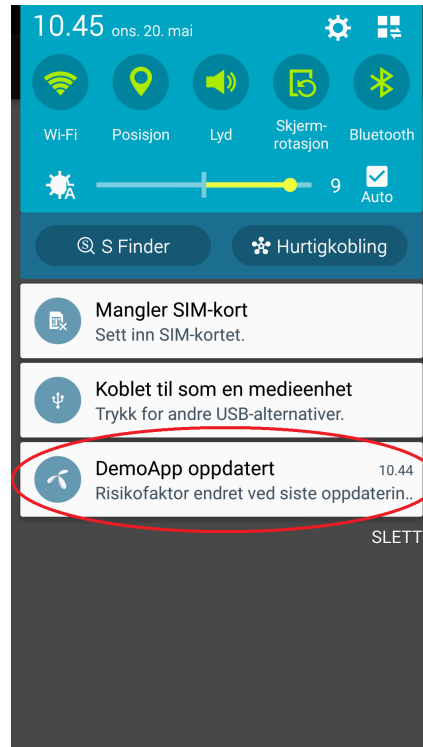 10.45 ons. 20. mai
Wi-Fi Posisjon Lyd Skjerm-
rotasjon Bluetooth
A 9 Auto
S Finder Hurtigkobling
Mangler SIM-kort
Sett inn SIM-kortet.
Koblet til som en medieenhet
Trykk for andre USB-alternativer.
DemoApp oppdatert 10.44
Risikofaktor endret ved siste oppdaterin..
SLETT